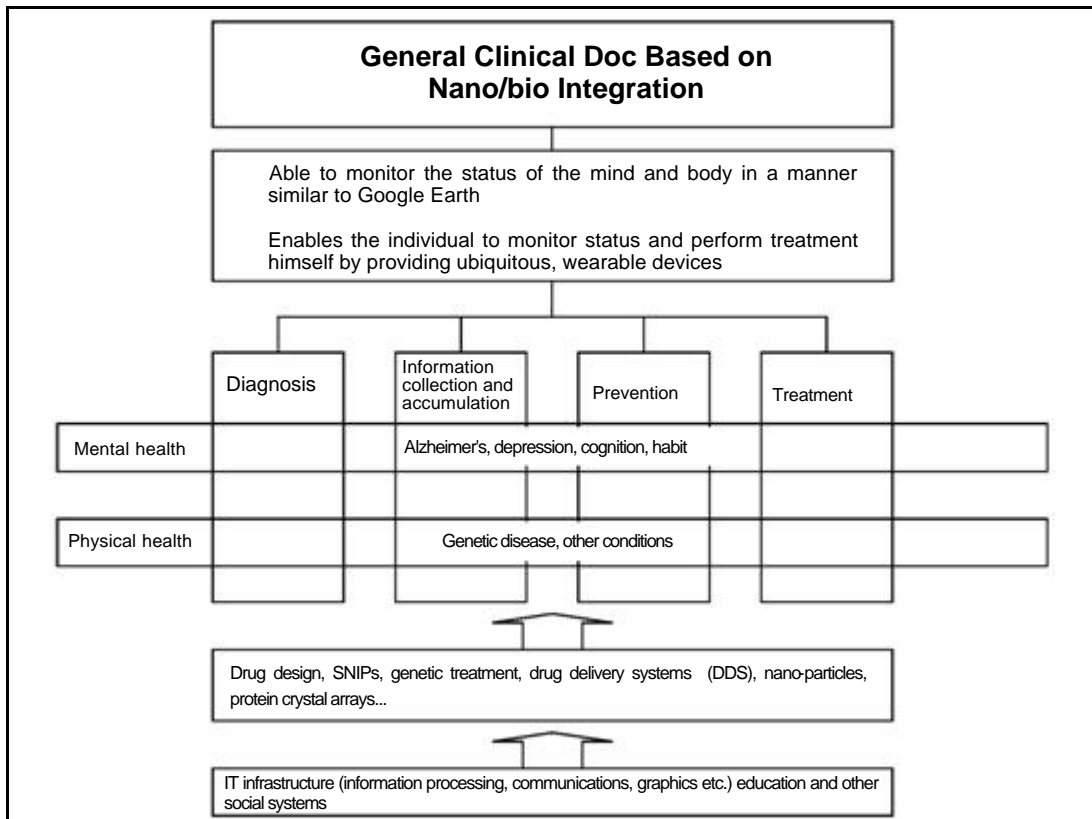 General Clinical Doc Based on
Nano/bio Integration
Able to monitor the status of the mind and body in a manner
similar to Google Earth
Enables the individual to monitor status and perform treatment
himself by providing ubiquitous, wearable devices
Diagnosis
Information
collection and
accumulation
Prevention
Treatment
Mental health
Alzheimer's, depression, cognition, habit
Physical health
Genetic disease, other conditions
Drug design, SNIPs, genetic treatment, drug delivery systems (DDS), nano-particles,
protein crystal arrays...
IT infrastructure (information processing, communications, graphics etc.) education and other
social systems